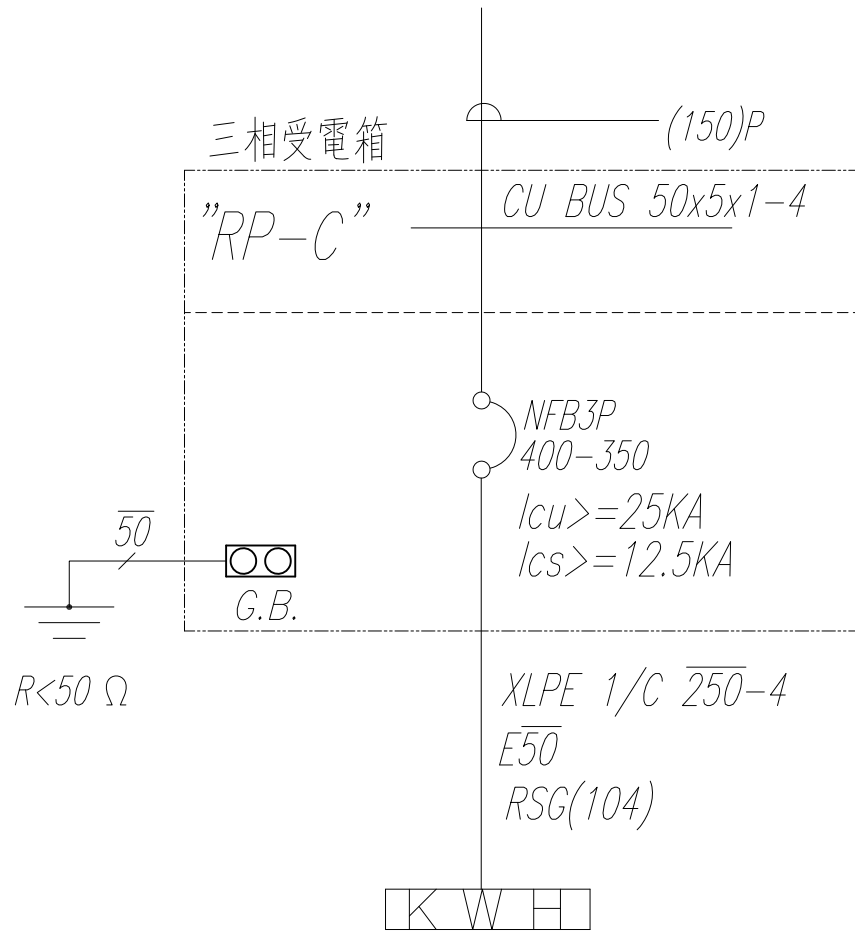 (150)P
三相受電箱
"RP-C"
CU BUS 50x5x1-4
NFB3P
400-350
Icu>=25KA
Ics>=12.5KA
50
G.B.
R<50 Ω
XLPE 1/C 250-4
E50
RSG(104)
KWH